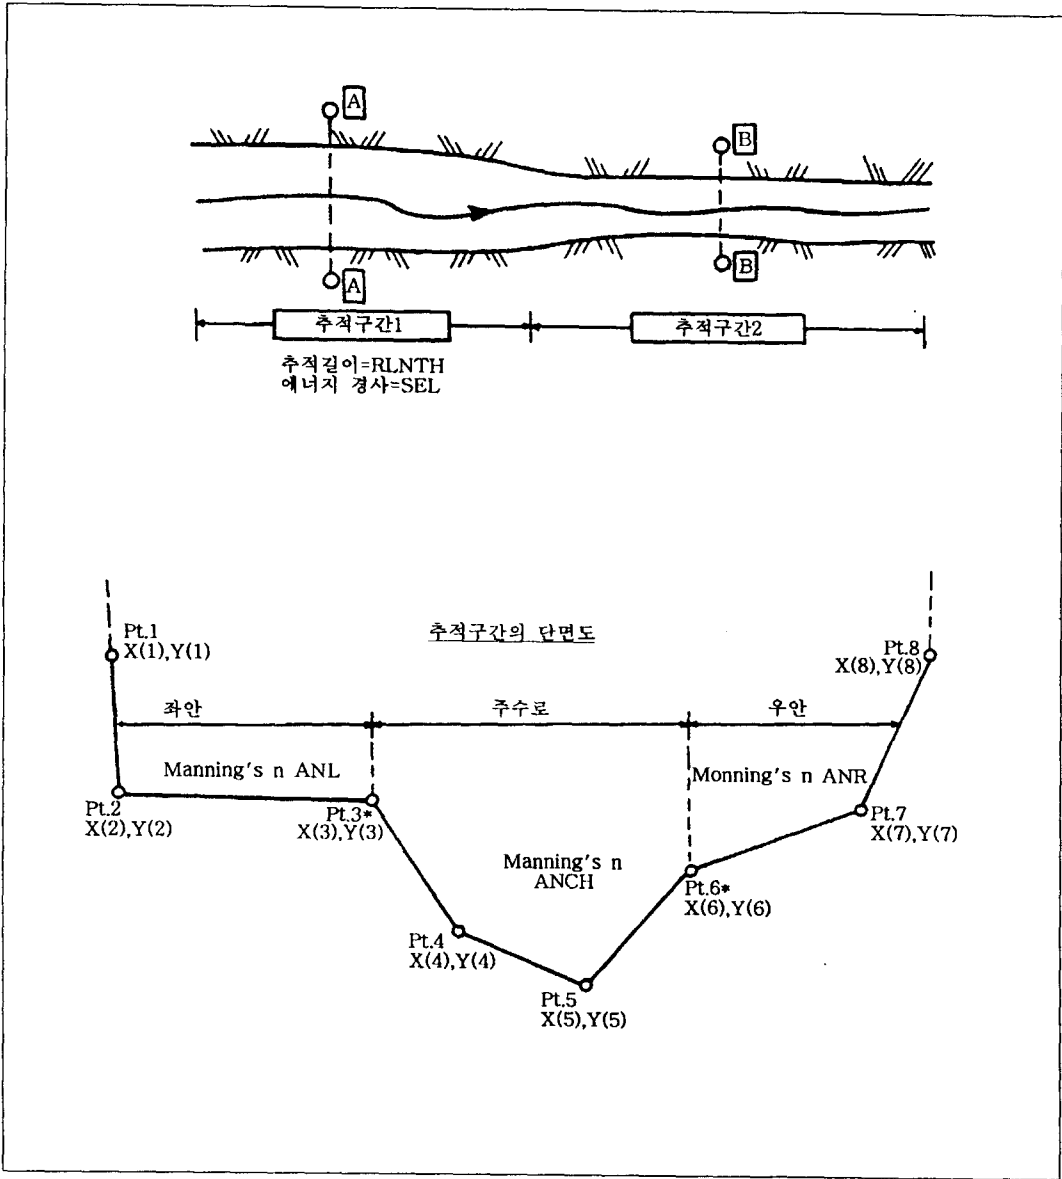 A
B
A
B
추적구간1
추적구간2
추적길이=RLNTH
에너지 경사=SEL
추적구간의 단면도
Pt.1
X(1),Y(1)
Pt.8
X(8),Y(8)
좌안
주수로
우안
Manning's n ANL
Monning's n ANR
Pt.2
X(2),Y(2)
Pt.3*
X(3),Y(3)
Pt.7
X(7),Y(7)
Manning's n
ANCH
Pt.6*
X(6),Y(6)
Pt.4
X(4),Y(4)
Pt.5
X(5),Y(5)